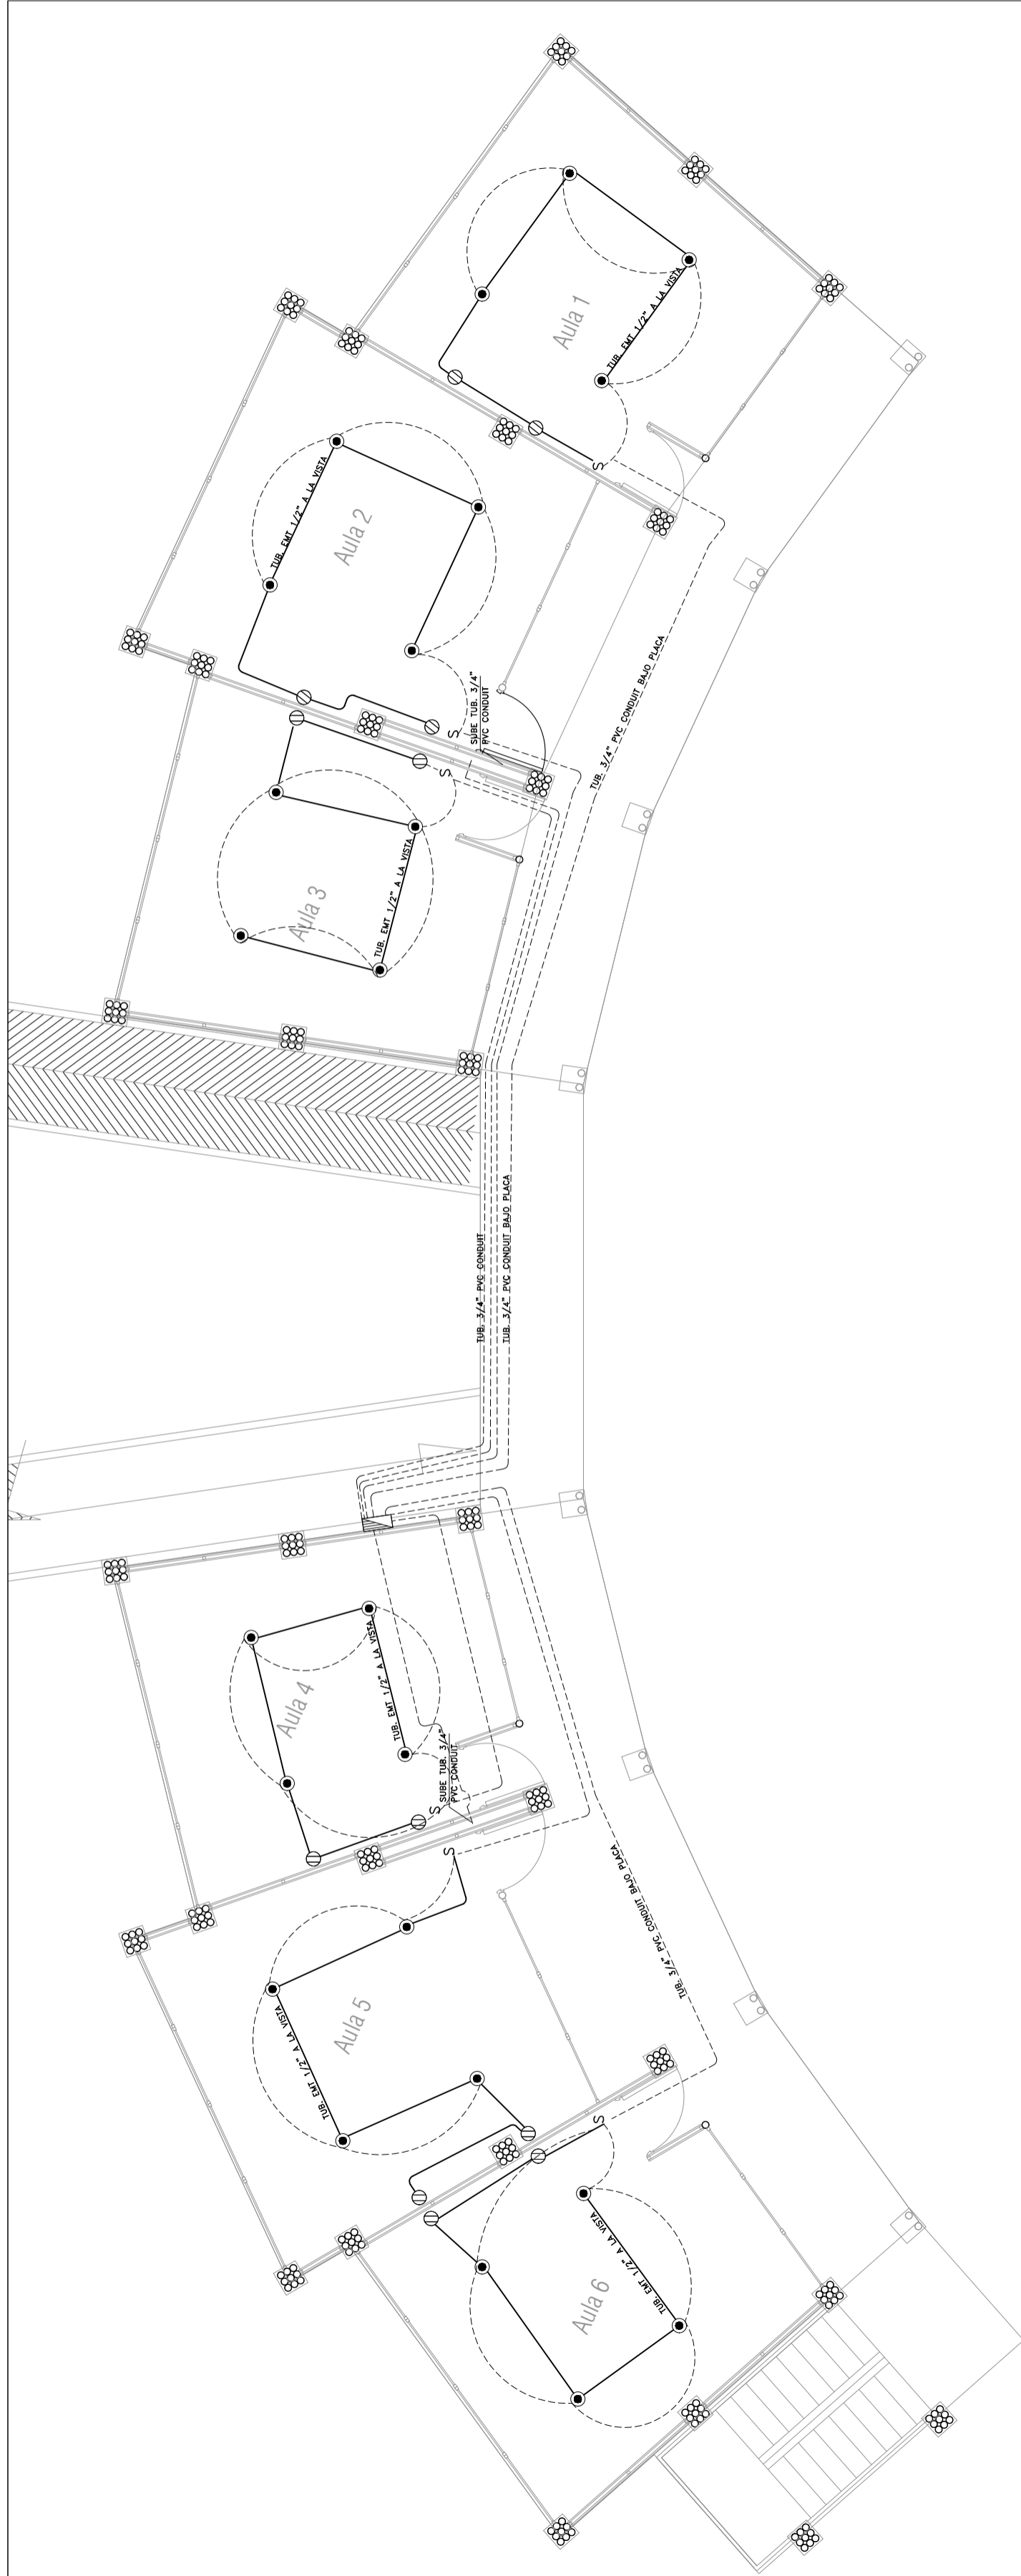 Aula 1
TUB. EMT 1/2" A LA VISTA
S
Aula 2
TUB. EMT 1/2" A LA VISTA
S
SUBE TUB. 3/4"
PVC CONDUIT
TUB. 3/4" PVC CONDUIT BAJO PLACA
S
Aula 3
TUB. EMT 1/2" A LA VISTA
TUB. 3/4" PVC CONDUIT
TUB. 3/4" PVC CONDUIT BAJO PLACA
Aula 4
TUB. EMT 1/2" A LA VISTA
SUBE TUB. 3/4"
PVC CONDUIT
S
S
Aula 5
TUB. EMT 1/2" A LA VISTA
TUB. 3/4" PVC CONDUIT BAJO PLACA
S
Aula 6
TUB. EMT 1/2" A LA VISTA